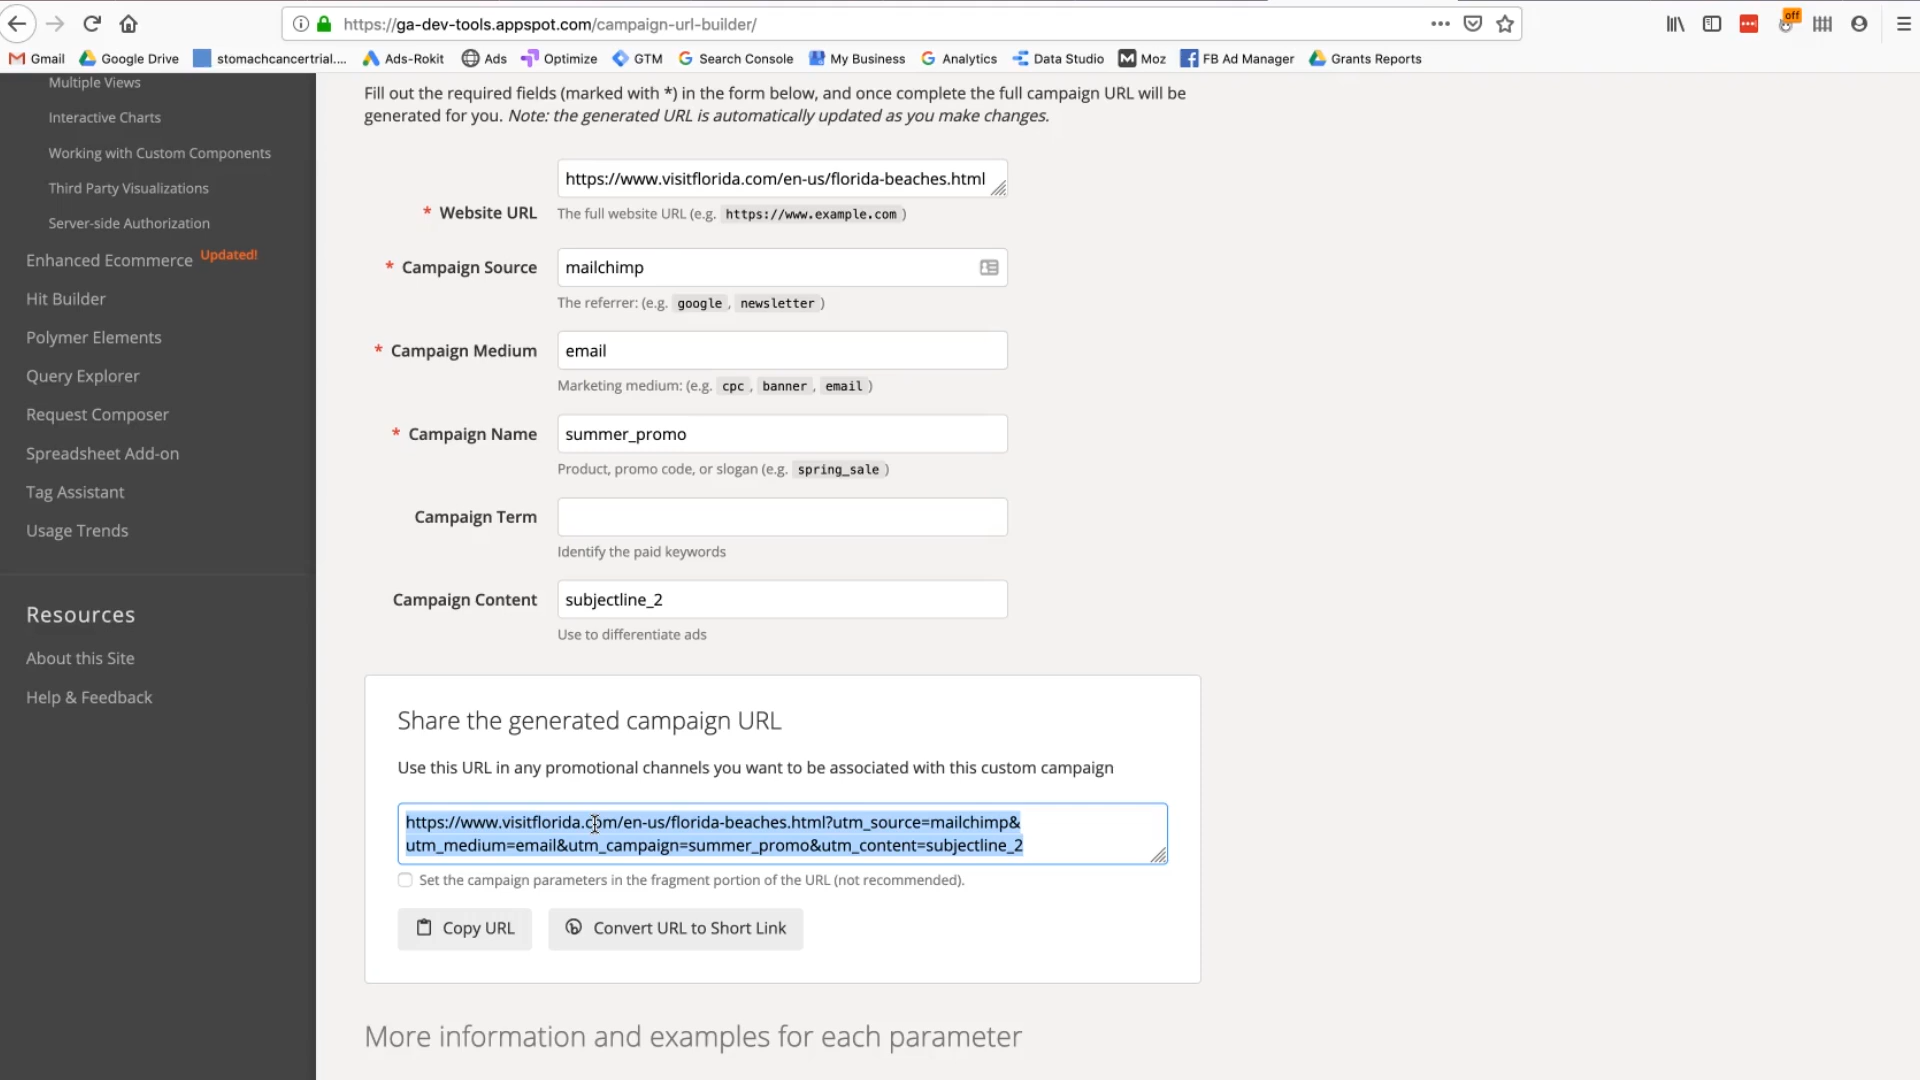 https://ga-dev-tools.appspot.com/campaign-url-builder/
off
Gmail Google Drive stomachcancertrial.... Ads-Rokit Ads Optimize GTM Search Console My Business Analytics Data Studio Moz FB Ad Manager Grants Reports
Multiple Views
Interactive Charts
Working with Custom Components
Third Party Visualizations
Server-side Authorization
Enhanced Ecommerce Updated!
Hit Builder
Polymer Elements
Query Explorer
Request Composer
Spreadsheet Add-on
Tag Assistant
Usage Trends
Resources
About this Site
Help & Feedback
Fill out the required fields (marked with *) in the form below, and once complete the full campaign URL will be
generated for you. Note: the generated URL is automatically updated as you make changes.
https://www.visitflorida.com/en-us/florida-beaches.html
* Website URL The full website URL (e.g. https://www.example.com )
* Campaign Source mailchimp
The referrer: (e.g. google , newsletter )
* Campaign Medium email
Marketing medium: (e.g. cpc , banner , email )
* Campaign Name summer_promo
Product, promo code, or slogan (e.g. spring_sale )
Campaign Term
Identify the paid keywords
Campaign Content subjectline_2
Use to differentiate ads
Share the generated campaign URL
Use this URL in any promotional channels you want to be associated with this custom campaign
https://www.visitflorida.com/en-us/florida-beaches.html?utm_source=mailchimp&
utm_medium=email&utm_campaign=summer_promo&utm_content=subjectline_2
Set the campaign parameters in the fragment portion of the URL (not recommended).
Copy URL Convert URL to Short Link
More information and examples for each parameter